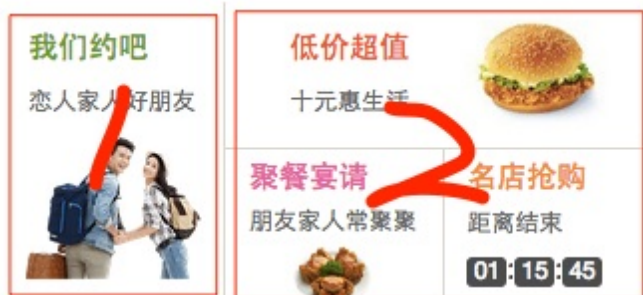 我们约吧
恋人家人好朋友
1
低价超值
十元惠生活
2
聚餐宴请
朋友家人常聚聚
名店抢购
距离结束
01:15:45